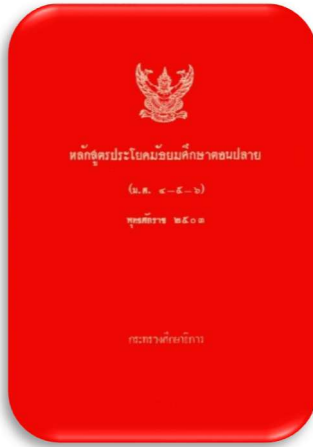 หลักสูตรประโยคมัธยมศึกษาตอนปลาย
(ม.ศ. ๔-๕-๖)
พุทธศักราช ๒๕๐๓
กระทรวงศึกษาธิการ